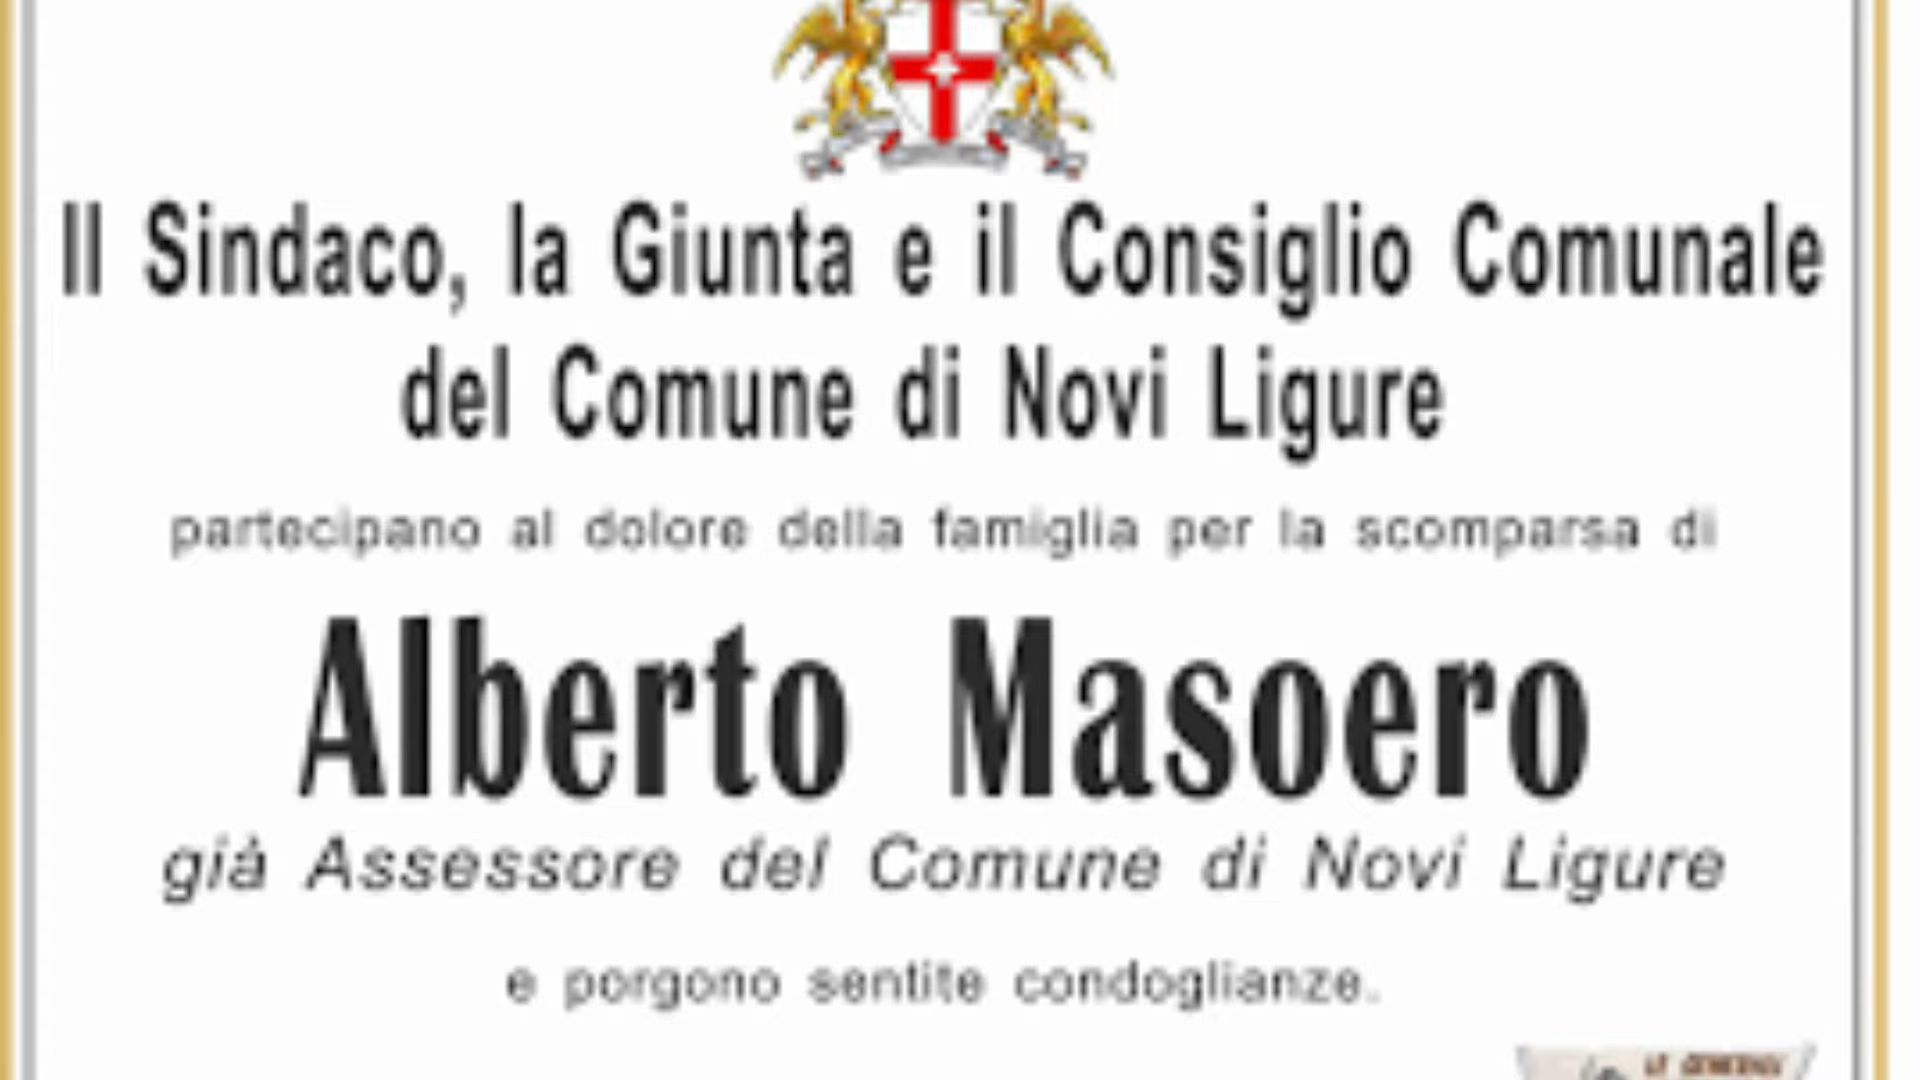 Il Sindaco, la Giunta e il Consiglio Comunale
del Comune di Novi Ligure
partecipano al dolore della famiglia per la scomparsa di
Alberto Masoero
già Assessore del Comune di Novi Ligure
e porgono sentite condoglianze.